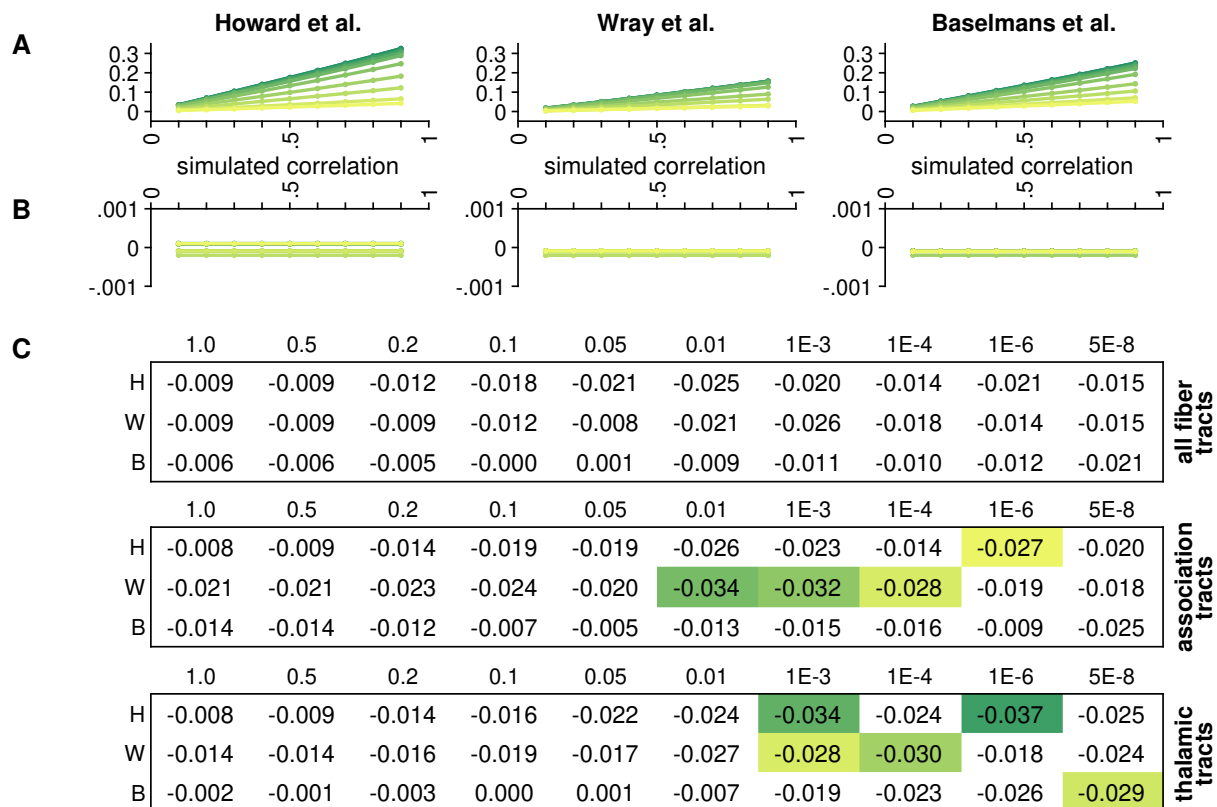 Howard et al. Wray et al. Baselmans et al.
A
0.3 0.3 0.3
0.2 0.2 0.2
0.1 0.1 0.1
0 0 0
0 .5 1 0 .5 1 0 .5 1
simulated correlation simulated correlation simulated correlation
0 .5 1 0 .5 1 0 .5 1
B
.001 .001 .001
0 0 0
-.001 -.001 -.001
C
1.0 0.5 0.2 0.1 0.05 0.01 1E-3 1E-4 1E-6 5E-8
H -0.009 -0.009 -0.012 -0.018 -0.021 -0.025 -0.020 -0.014 -0.021 -0.015
W -0.009 -0.009 -0.009 -0.012 -0.008 -0.021 -0.026 -0.018 -0.014 -0.015
B -0.006 -0.006 -0.005 -0.000 0.001 -0.009 -0.011 -0.010 -0.012 -0.021
all fiber
tracts
1.0 0.5 0.2 0.1 0.05 0.01 1E-3 1E-4 1E-6 5E-8
H -0.008 -0.009 -0.014 -0.019 -0.019 -0.026 -0.023 -0.014 -0.027 -0.020
W -0.021 -0.021 -0.023 -0.024 -0.020 -0.034 -0.032 -0.028 -0.019 -0.018
B -0.014 -0.014 -0.012 -0.007 -0.005 -0.013 -0.015 -0.016 -0.009 -0.025
association
tracts
1.0 0.5 0.2 0.1 0.05 0.01 1E-3 1E-4 1E-6 5E-8
H -0.008 -0.009 -0.014 -0.016 -0.022 -0.024 -0.034 -0.024 -0.037 -0.025
W -0.014 -0.014 -0.016 -0.019 -0.017 -0.027 -0.028 -0.030 -0.018 -0.024
B -0.002 -0.001 -0.003 0.000 0.001 -0.007 -0.019 -0.023 -0.026 -0.029
thalamic
tracts